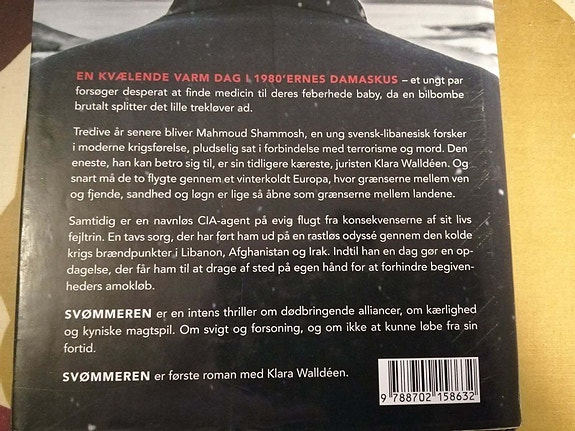 EN KVÆLENDE VARM DAG I 1980'ERNES DAMASKUS – et ungt par
forsøger desperat at finde medicin til deres feberhede baby, da en bilbombe
brutalt splitter det lille trekløver ad.
Tredive år senere bliver Mahmoud Shammosh, en ung svensk-libanesisk forsker
i moderne krigsførelse, pludselig sat i forbindelse med terrorisme og mord. Den
eneste, han kan betro sig til, er sin tidligere kæreste, juristen Klara Walldéen. Og
snart må de to flygte gennem et vinterkoldt Europa, hvor grænserne mellem ven
og fjende, sandhed og løgn er lige så åbne som grænserne mellem landene.
Samtidig er en navnløs CIA-agent på evig flugt fra konsekvenserne af sit livs
fejltrin. En tavs sorg, der har ført ham ud på en rastløs odyssé gennem den kolde
krigs brændpunkter i Libanon, Afghanistan og Irak. Indtil han en dag gør en op-
dagelse, der får ham til at drage af sted på egen hånd for at forhindre begiven-
heders amokløb.
SVØMMEREN er en intens thriller om dødbringende alliancer, om kærlighed
og kyniske magtspil. Om svigt og forsoning, og om ikke at kunne løbe fra sin
fortid.
SVØMMEREN er første roman med Klara Walldéen.
9 788702 158632